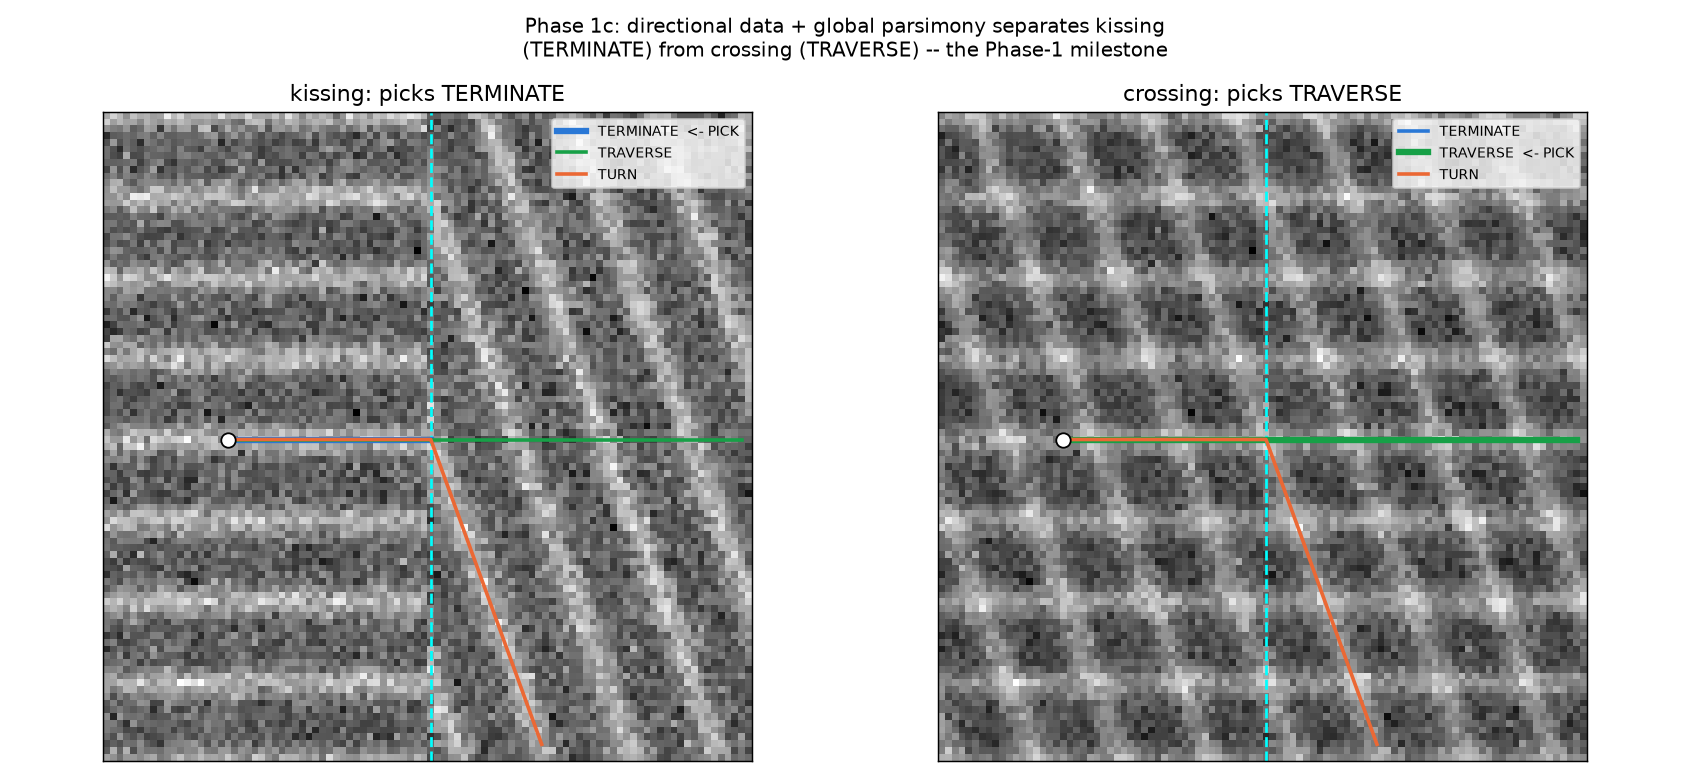 Phase 1c: directional data + global parsimony separates kissing
(TERMINATE) from crossing (TRAVERSE) -- the Phase-1 milestone
kissing: picks TERMINATE
TERMINATE <- PICK
TRAVERSE
TURN
crossing: picks TRAVERSE
TERMINATE
TRAVERSE <- PICK
TURN